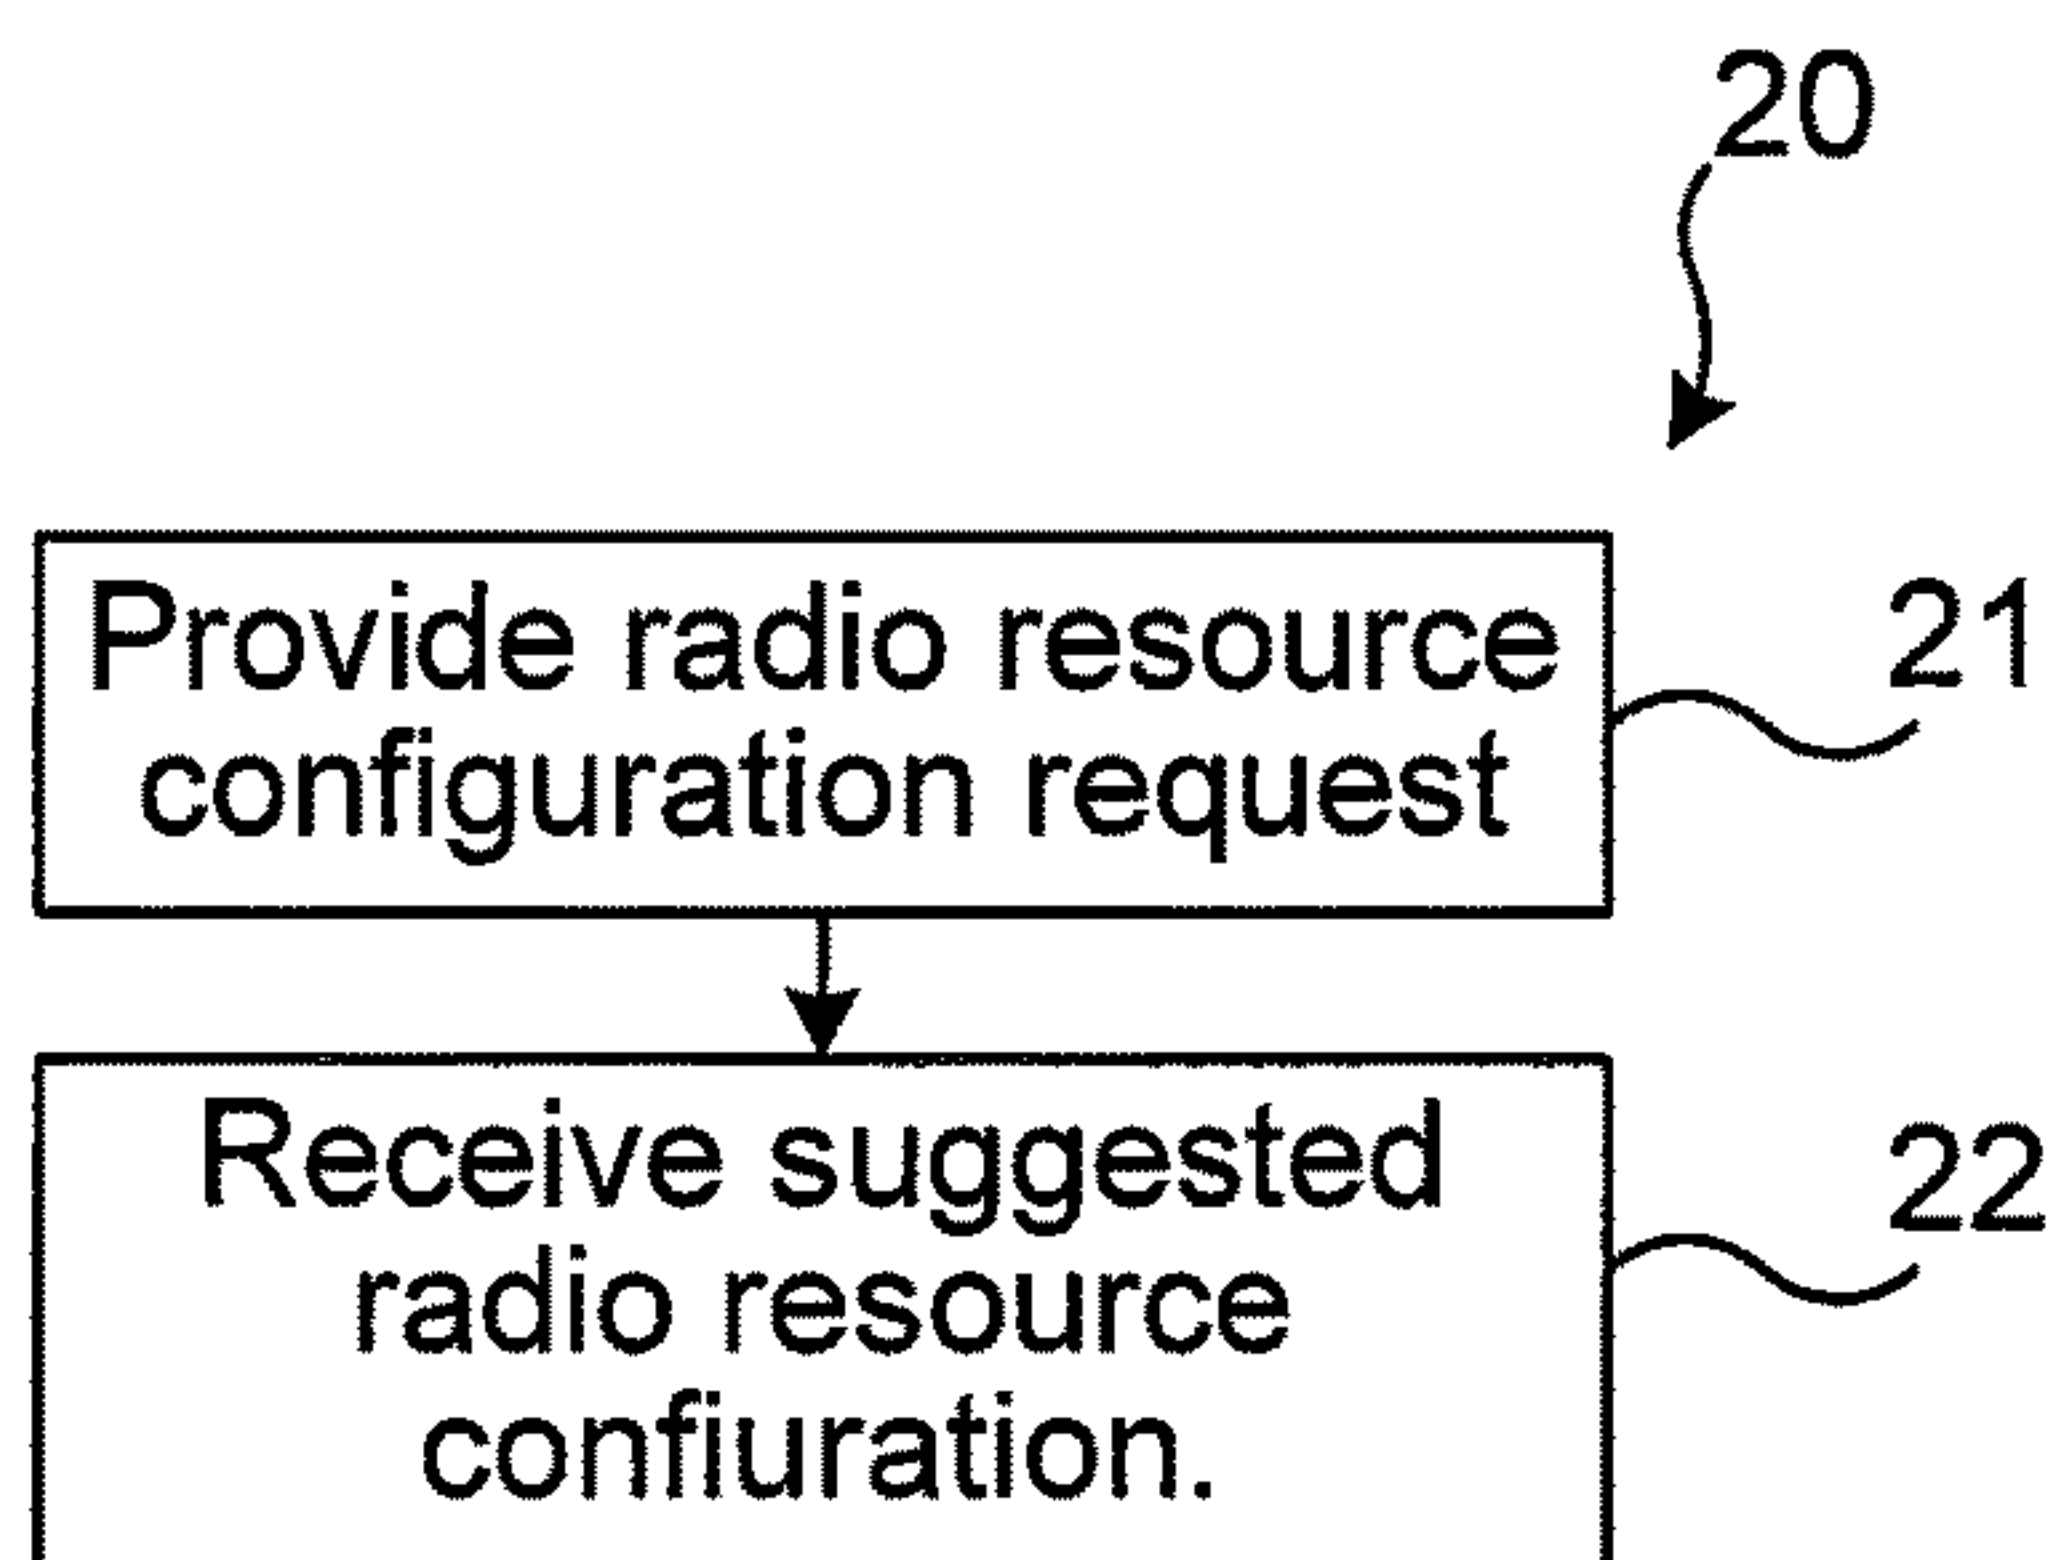 20
Provide radio resource
configuration request
21
Receive suggested
radio resource
confiuration.
22